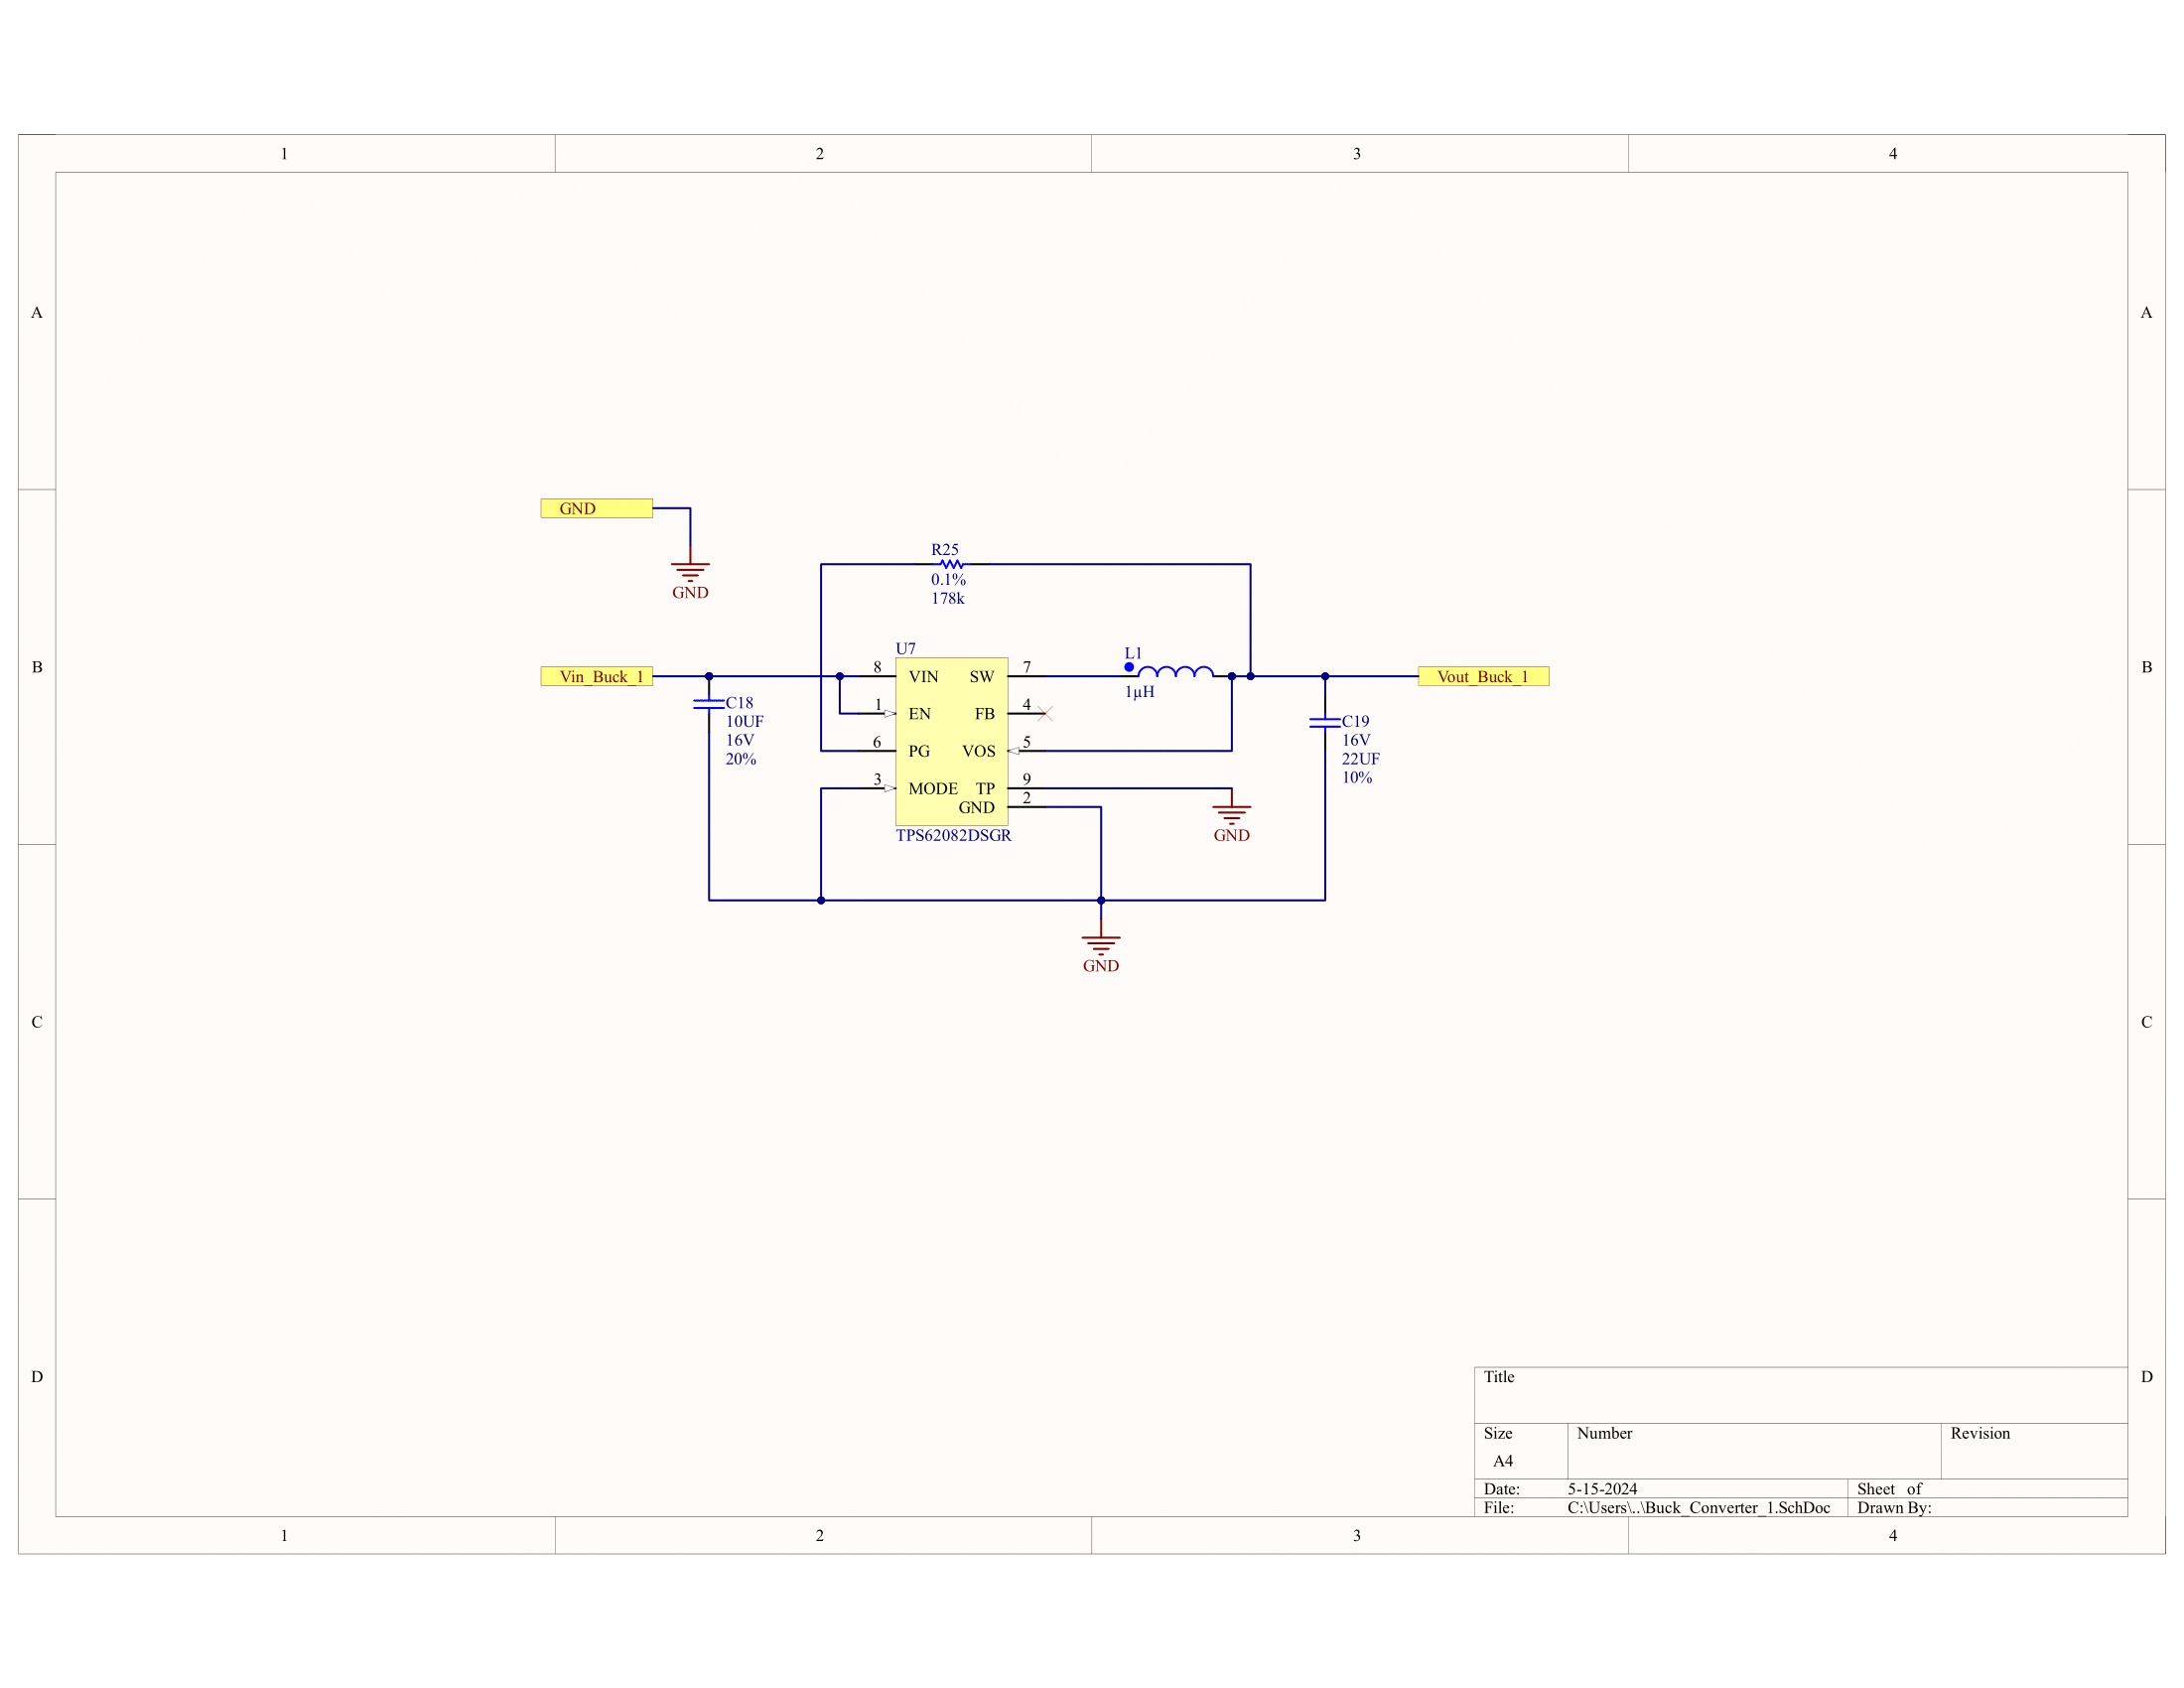 1 2 3 4
A A
GND
GND
R25
0.1%
178k
U7
L1
1µH
B B
Vin_Buck_1
Vout_Buck_1
8 VIN SW 7
1 EN FB 4
6 PG VOS 5
3 MODE TP 9
GND 2
TPS62082DSGR
C18
10UF
16V
20%
C19
16V
22UF
10%
GND
GND
C C
D D
Title
Size Number Revision
A4
Date: 5-15-2024 Sheet of
File: C:\Users\..\Buck_Converter_1.SchDoc Drawn By:
1 2 3 4